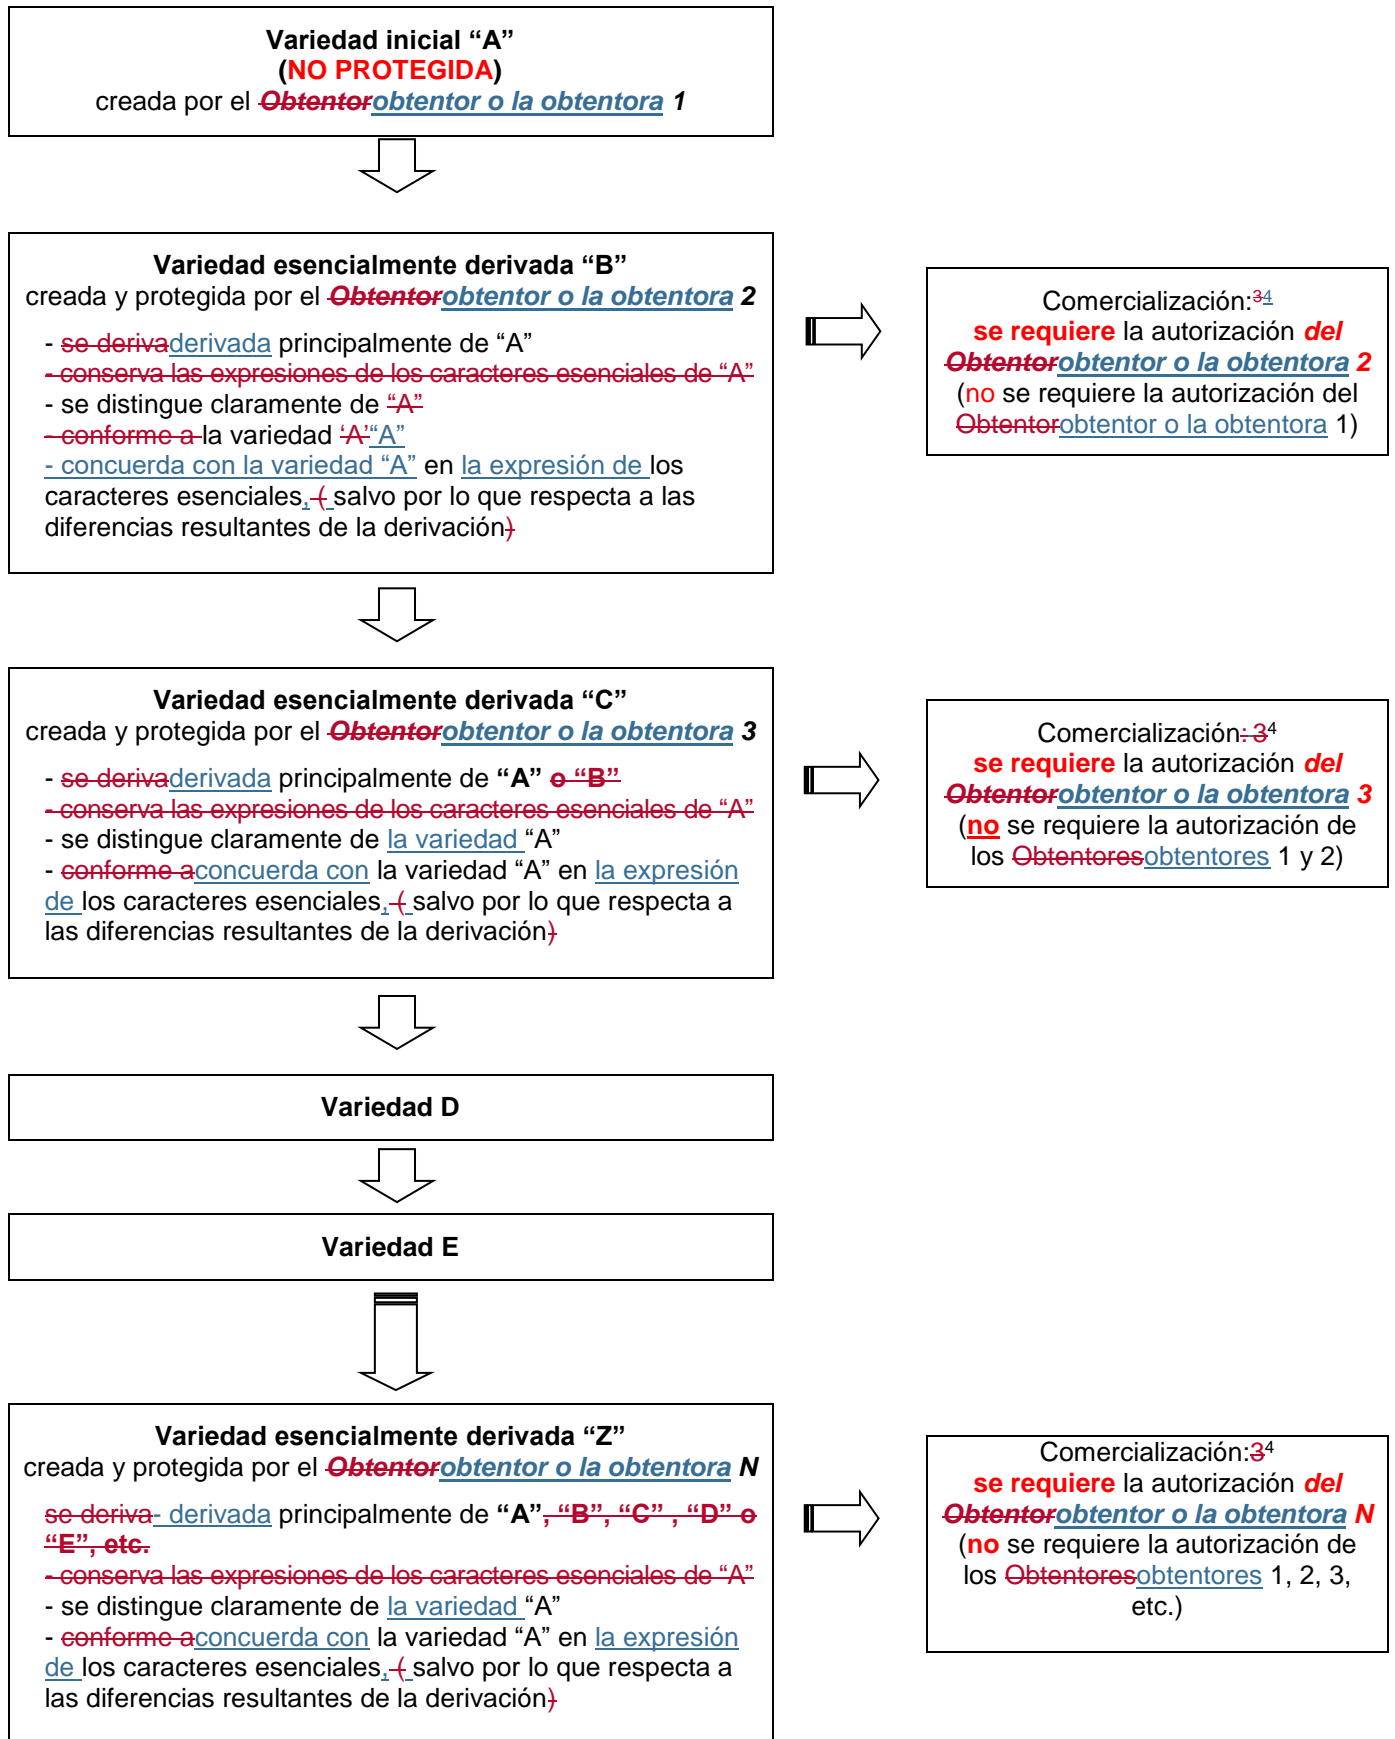 Variedad inicial “A”
(NO PROTEGIDA)
creada por el Obtentorobtentor o la obtentora 1
Variedad esencialmente derivada “B”
creada y protegida por el Obtentorobtentor o la obtentora 2
- se derivaderivada principalmente de “A”
- conserva las expresiones de los caracteres esenciales de “A”
- se distingue claramente de “A”
- conforme a la variedad ‘A’“A”
- concuerda con la variedad “A” en la expresión de los
caracteres esenciales, ( salvo por lo que respecta a las
diferencias resultantes de la derivación)
Comercialización:34
se requiere la autorización del
Obtentorobtentor o la obtentora 2
(no se requiere la autorización del
Obtentorobtentor o la obtentora 1)
Variedad esencialmente derivada “C”
creada y protegida por el Obtentorobtentor o la obtentora 3
- se derivaderivada principalmente de “A” o “B”
- conserva las expresiones de los caracteres esenciales de “A”
- se distingue claramente de la variedad “A”
- conforme aconcuerda con la variedad “A” en la expresión
de los caracteres esenciales, ( salvo por lo que respecta a
las diferencias resultantes de la derivación)
Comercialización: 34
se requiere la autorización del
Obtentorobtentor o la obtentora 3
(no se requiere la autorización de
los Obtentoresobtentores 1 y 2)
Variedad D
Variedad E
Variedad esencialmente derivada “Z”
creada y protegida por el Obtentorobtentor o la obtentora N
se deriva- derivada principalmente de “A”, “B”, “C” , “D” o
“E”, etc.
- conserva las expresiones de los caracteres esenciales de “A”
- se distingue claramente de la variedad “A”
- conforme aconcuerda con la variedad “A” en la expresión
de los caracteres esenciales, ( salvo por lo que respecta a
las diferencias resultantes de la derivación)
Comercialización:34
se requiere la autorización del
Obtentorobtentor o la obtentora N
(no se requiere la autorización de
los Obtentoresobtentores 1, 2, 3,
etc.)